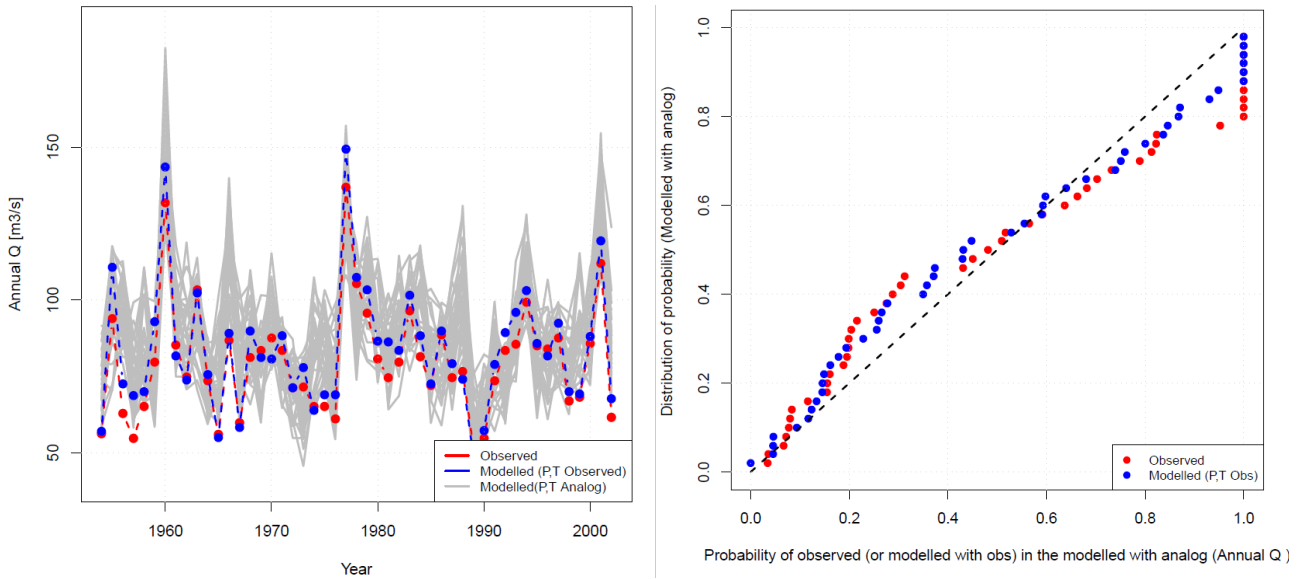 Annual Q [m3/s]
150
100
50
1960
1970
1980
1990
2000
Year
Observed
Modelled (P,T Observed)
Modelled(P,T Analog)
Distribution of probability (Modelled with analog)
1.0
0.8
0.6
0.4
0.2
0.0
0.0
0.2
0.4
0.6
0.8
1.0
Probability of observed (or modelled with obs) in the modelled with analog (Annual Q )
Observed
Modelled (P,T Obs)